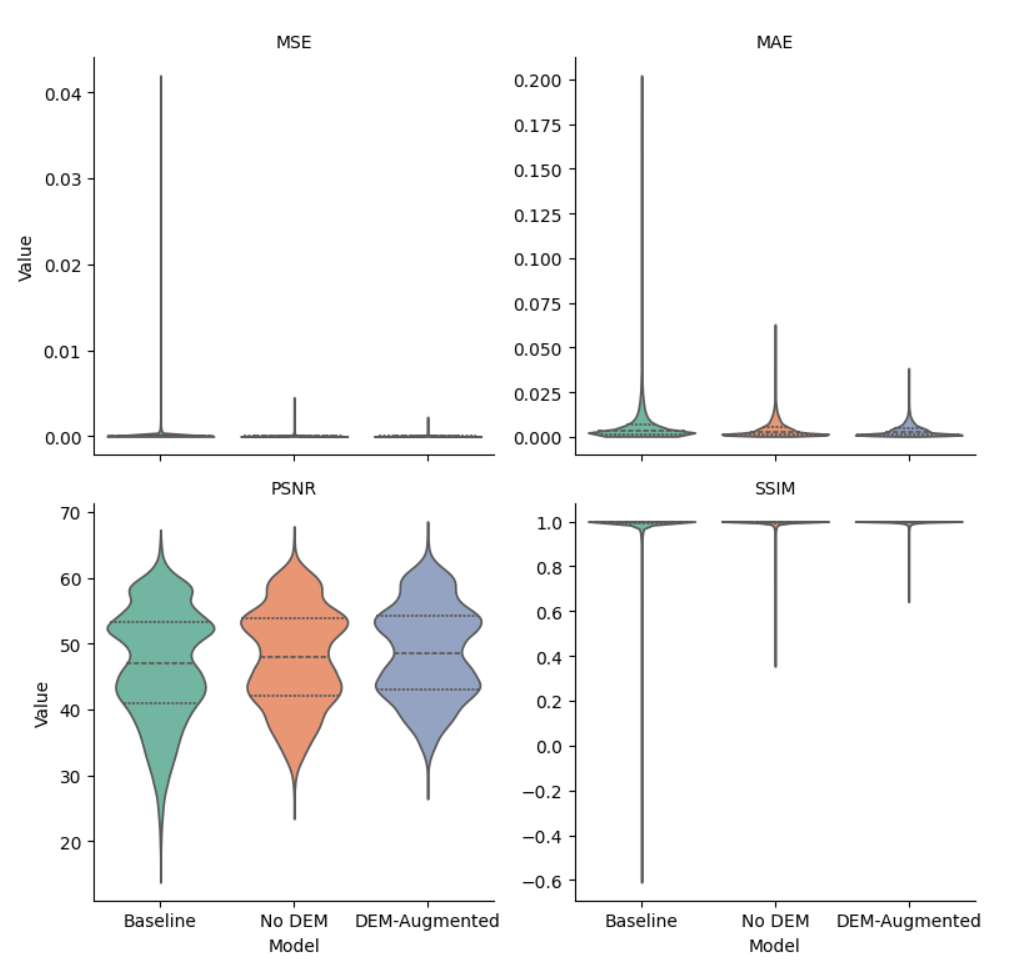 MSE
Value
0.04
0.03
0.02
0.01
0.00
MAE
0.200
0.175
0.150
0.125
0.100
0.075
0.050
0.025
0.000
PSNR
Value
70
60
50
40
30
20
Baseline No DEM DEM-Augmented
Model
SSIM
1.0
0.8
0.6
0.4
0.2
0.0
−0.2
−0.4
−0.6
Baseline No DEM DEM-Augmented
Model